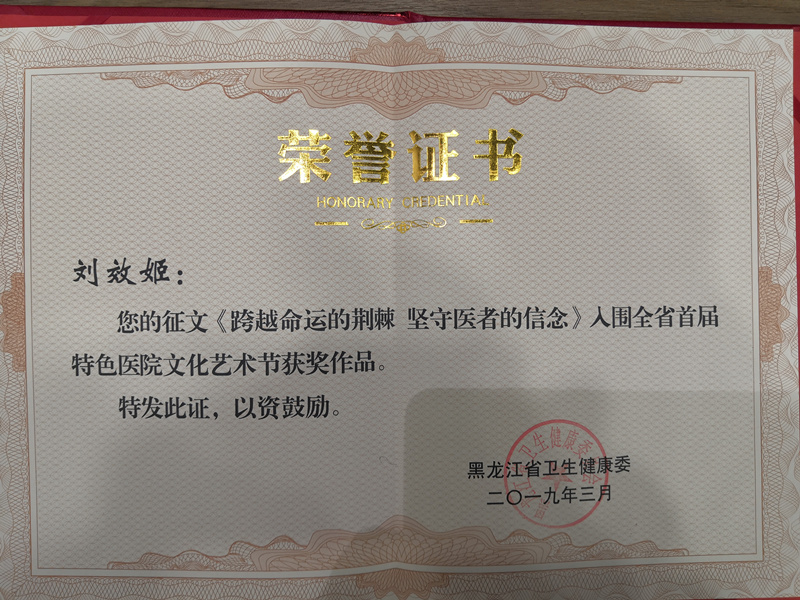 荣誉证书
HONORARY CREDENTIAL
刘效姬：
您的征文《跨越命运的荆棘 坚守医者的信念》入围全省首届
特色医院文化艺术节获奖作品。
特发此证，以资鼓励。
黑龙江省卫生健康委
二〇一九年三月